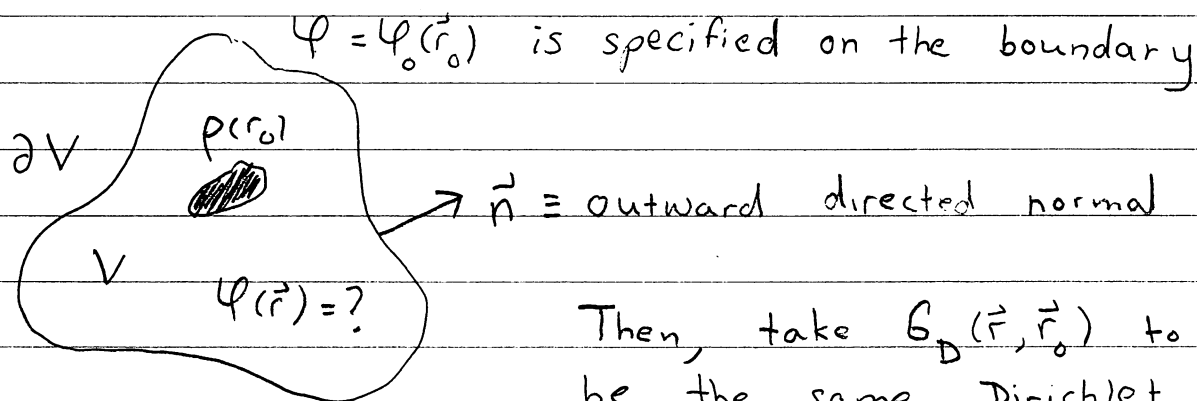 φ = φ₀(r⃗₀) is specified on the boundary
∂V
ρ(r₀)
n⃗ ≡ outward directed normal
V
φ(r⃗) = ?
Then, take G_D(r⃗, r⃗₀) to
be the same Dirichlet